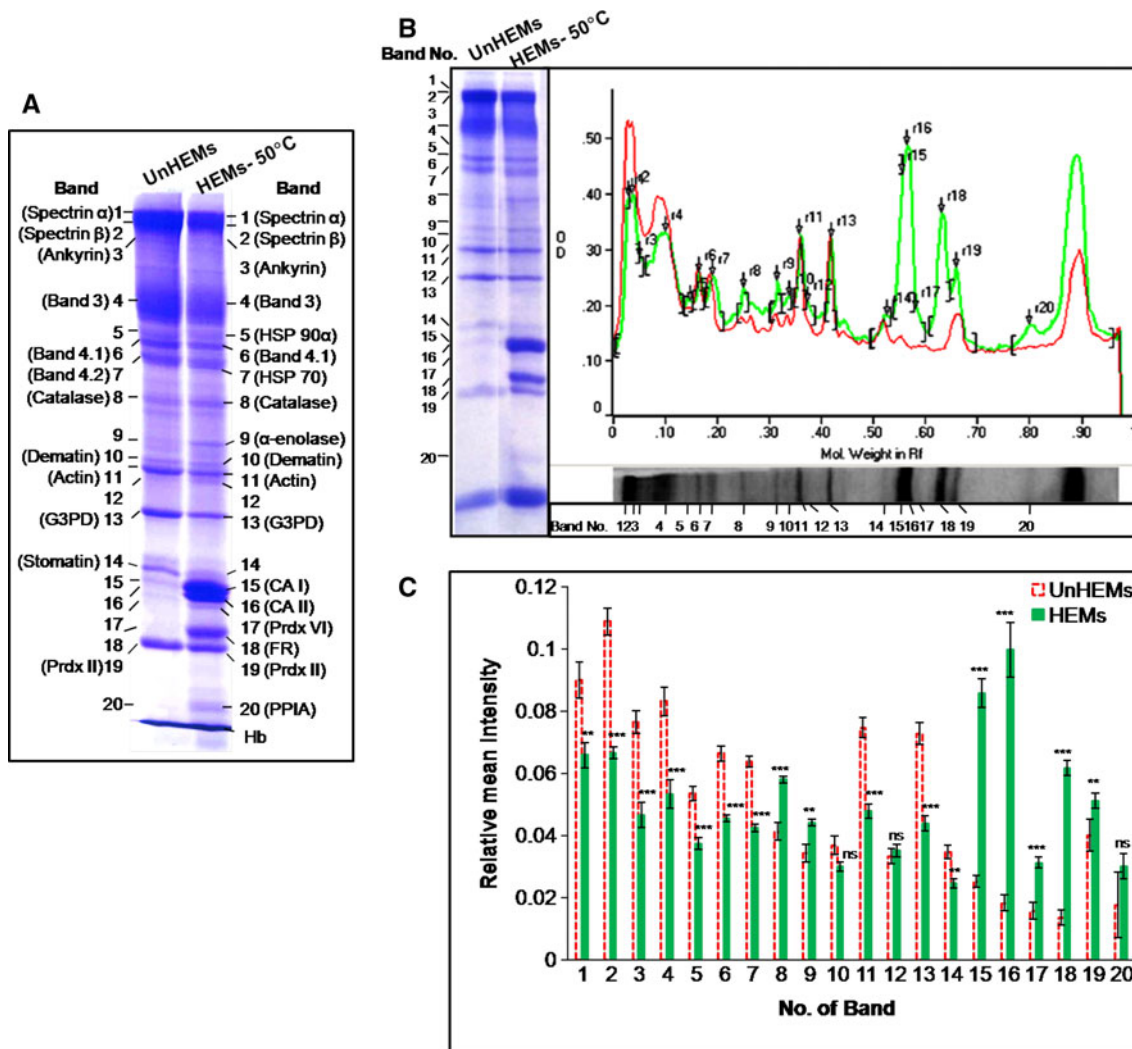 A
UnHEMs
HEMs- 50°C
Band
Band
(Spectrin α) 1
(Spectrin β) 2
(Ankyrin) 3
(Band 3) 4
5
(Band 4.1) 6
(Band 4.2) 7
(Catalase) 8
9
(Dematin) 10
(Actin) 11
12
(G3PD) 13
(Stomatin) 14
15
16
17
18
(Prdx II) 19
20
1 (Spectrin α)
2 (Spectrin β)
3 (Ankyrin)
4 (Band 3)
5 (HSP 90α)
6 (Band 4.1)
7 (HSP 70)
8 (Catalase)
9 (α-enolase)
10 (Dematin)
11 (Actin)
12
13 (G3PD)
14
15 (CA I)
16 (CA II)
17 (Prdx VI)
18 (FR)
19 (Prdx II)
20 (PPIA)
Hb
B
Band No.
UnHEMs
HEMs- 50°C
1
2
3
4
5
6
7
8
9
10
11
12
13
14
15
16
17
18
19
20
.50
.40
.30
.20
.10
0
O
D
r2
r3
r4
r6
r7
r8
r9
r11
r12
r13
r14
r15
r16
r17
r18
r19
r20
0 .10 .20 .30 .40 .50 .60 .70 .80 .90 1
Mol. Weight in Rf
Band No. 1 2 3 4 5 6 7 8 9 10 11 12 13 14 15 16 17 18 19 20
C
UnHEMs
HEMs
Relative mean Intensity
0.12
0.1
0.08
0.06
0.04
0.02
0
** *** *** *** *** *** *** *** ** ns *** ns *** ** *** *** *** *** ** ns
1 2 3 4 5 6 7 8 9 10 11 12 13 14 15 16 17 18 19 20
No. of Band